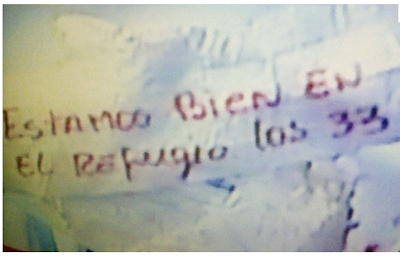 Estamos Bien En
El Refugio los 33